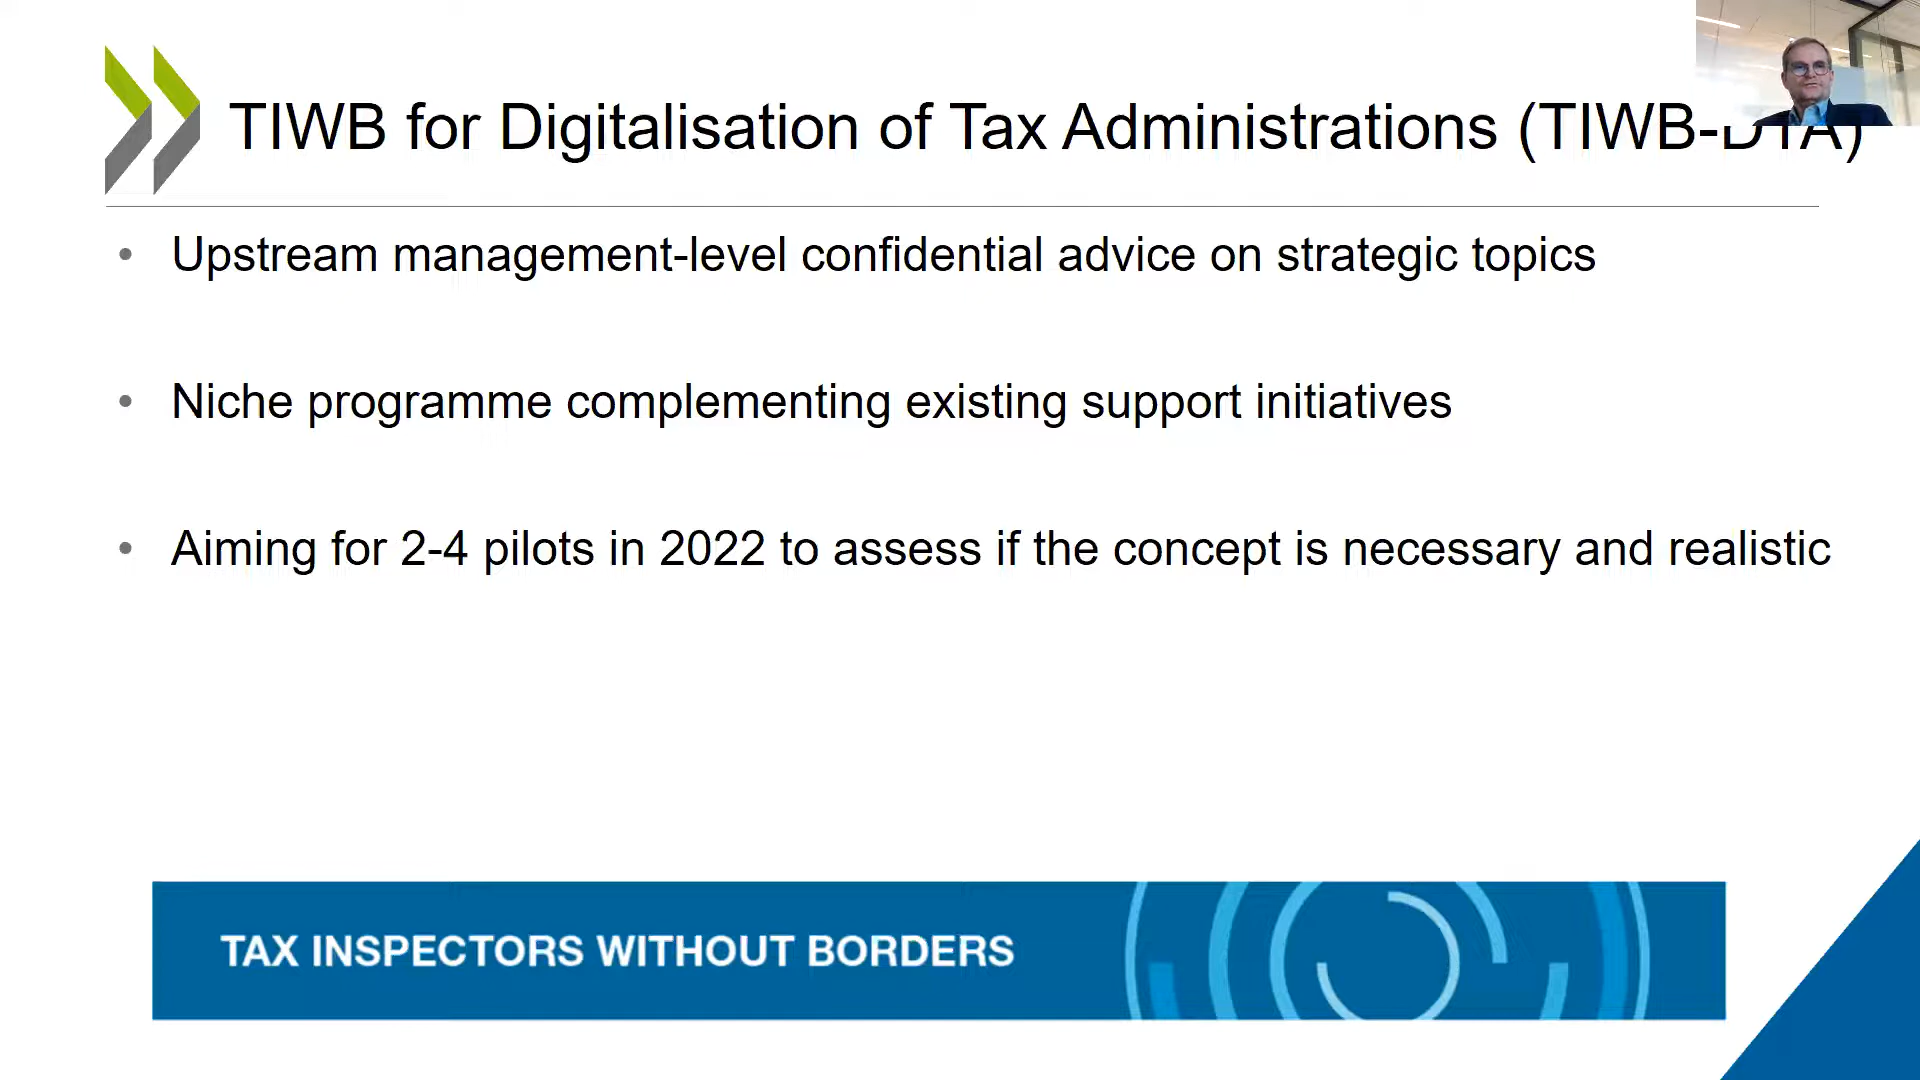 TIWB for Digitalisation of Tax Administrations (TIWB-DTA)
• Upstream management-level confidential advice on strategic topics
• Niche programme complementing existing support initiatives
• Aiming for 2-4 pilots in 2022 to assess if the concept is necessary and realistic
TAX INSPECTORS WITHOUT BORDERS